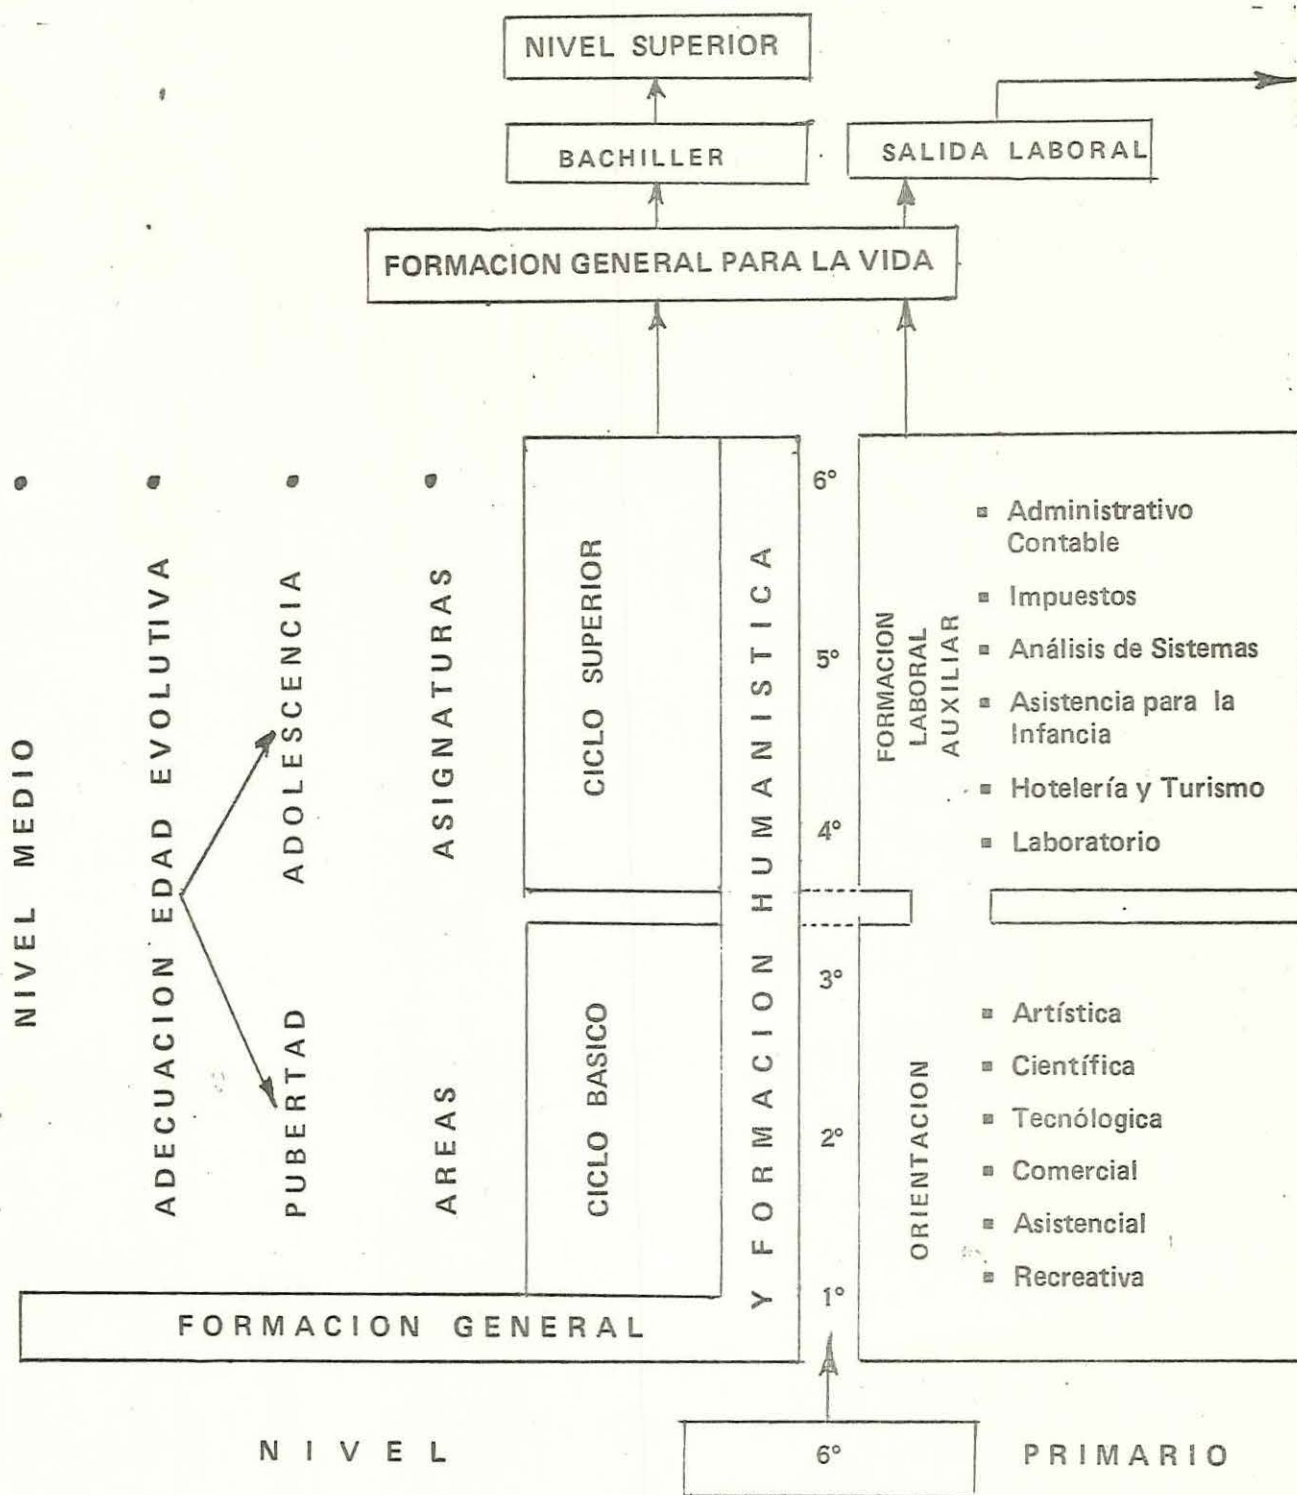 NIVEL SUPERIOR
BACHILLER
SALIDA LABORAL
FORMACION GENERAL PARA LA VIDA
NIVEL MEDIO
ADECUACION EDAD EVOLUTIVA
ADOLESCENCIA
PUBERTAD
ASIGNATURAS
AREAS
CICLO SUPERIOR
CICLO BASICO
FORMACION GENERAL
Y FORMACION HUMANISTICA
6°
5°
4°
3°
2°
1°
FORMACION
LABORAL
AUXILIAR
Administrativo
Contable
Impuestos
Análisis de Sistemas
Asistencia para la
Infancia
Hotelería y Turismo
Laboratorio
ORIENTACION
Artística
Científica
Tecnólogica
Comercial
Asistencial
Recreativa
NIVEL
6°
PRIMARIO